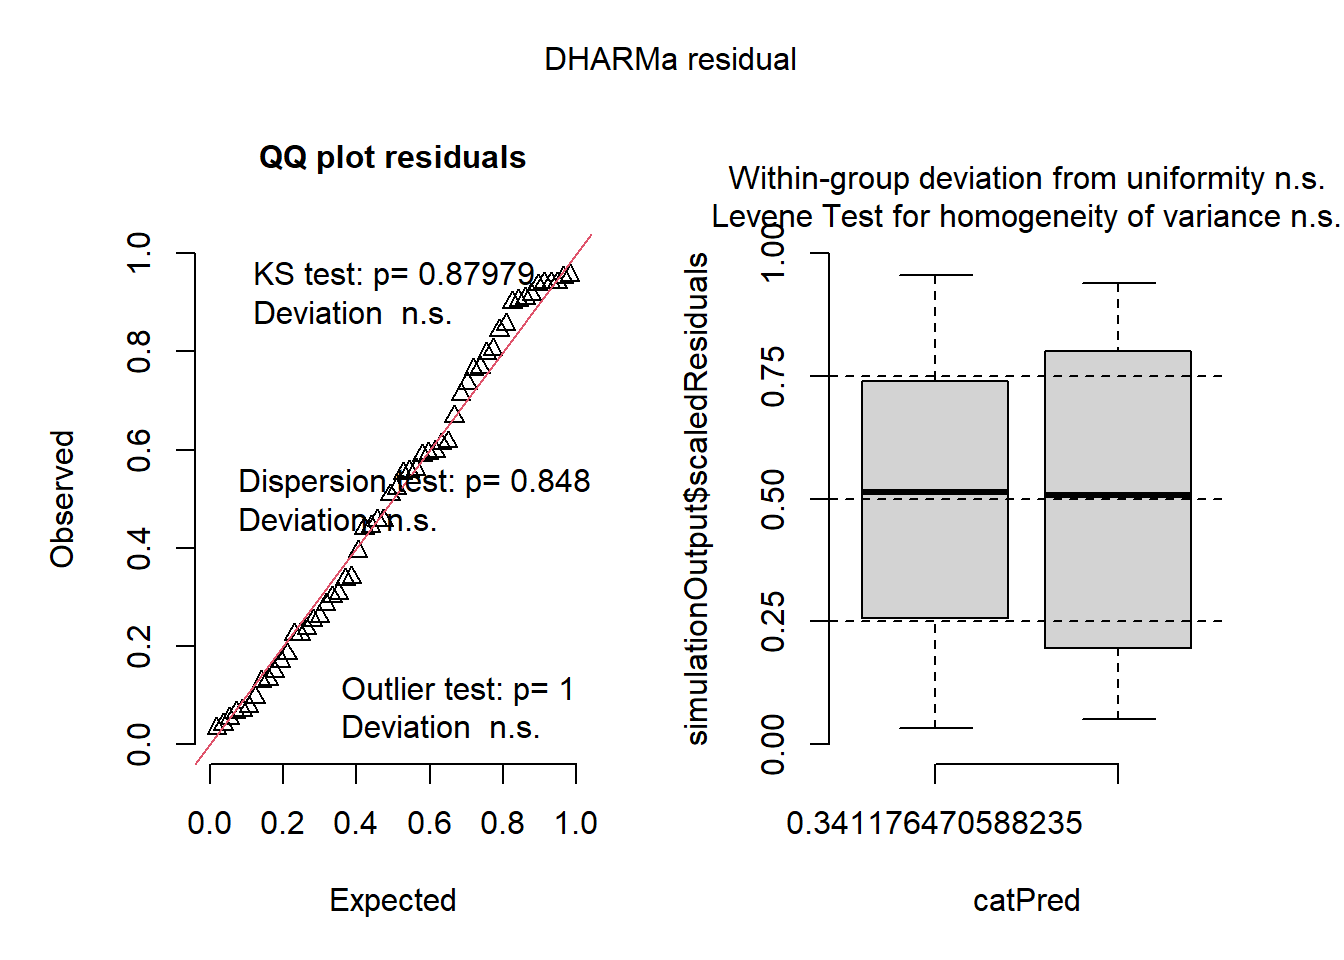 DHARMa residual
QQ plot residuals
KS test: p= 0.87979
Deviation  n.s.
Dispersion test: p= 0.848
Deviation  n.s.
Outlier test: p= 1
Deviation  n.s.
Observed
0.0 0.2 0.4 0.6 0.8 1.0
0.0 0.2 0.4 0.6 0.8 1.0
Expected
Within-group deviation from uniformity n.s.
Levene Test for homogeneity of variance n.s.
simulationOutput$scaledResiduals
0.00 0.25 0.50 0.75 1.00
0.341176470588235
catPred